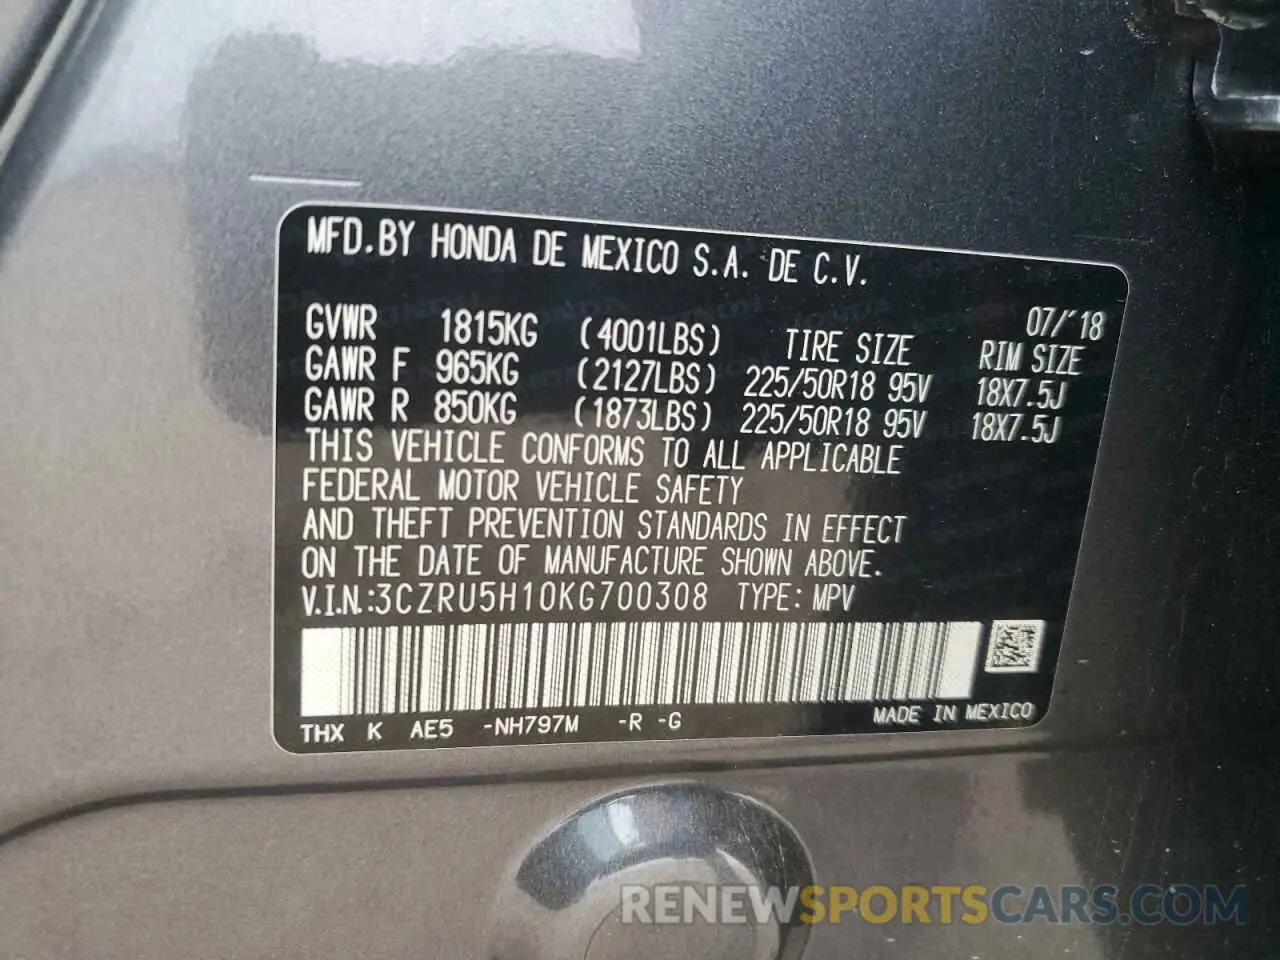 MFD.BY HONDA DE MEXICO S.A. DE C.V.
07/'18
GVWR 1815KG (4001LBS) TIRE SIZE RIM SIZE
GAWR F 965KG (2127LBS) 225/50R18 95V 18X7.5J
GAWR R 850KG (1873LBS) 225/50R18 95V 18X7.5J
THIS VEHICLE CONFORMS TO ALL APPLICABLE
FEDERAL MOTOR VEHICLE SAFETY
AND THEFT PREVENTION STANDARDS IN EFFECT
ON THE DATE OF MANUFACTURE SHOWN ABOVE.
V.I.N.:3CZRU5H10KG700308 TYPE: MPV
THX K AE5 -NH797M -R -G MADE IN MEXICO
RENEWSPORTSCARS.COM